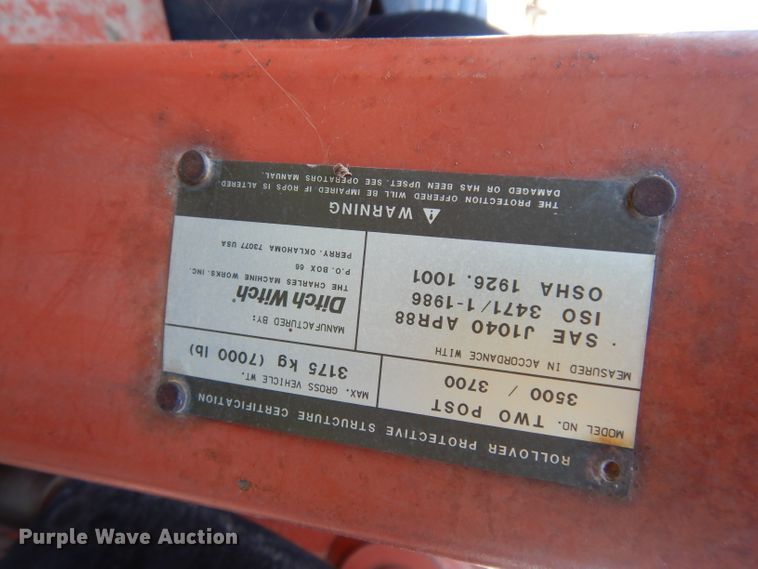 ROLLOVER PROTECTIVE STRUCTURE CERTIFICATION
MODEL NO. TWO POST
3500 / 3700
MAX. GROSS VEHICLE WT.
3175 kg (7000 lb)
MEASURED IN ACCORDANCE WITH
SAE J1040 APR88
ISO 3471/1-1986
OSHA 1926.1001
MANUFACTURED BY:
Ditch Witch®
THE CHARLES MACHINE WORKS, INC.
P.O. BOX 66
PERRY, OKLAHOMA 73077 USA
WARNING
THE PROTECTION OFFERED WILL BE IMPAIRED IF ROPS IS ALTERED
DAMAGED OR HAS BEEN UPSET. SEE OPERATORS MANUAL.
Purple Wave Auction